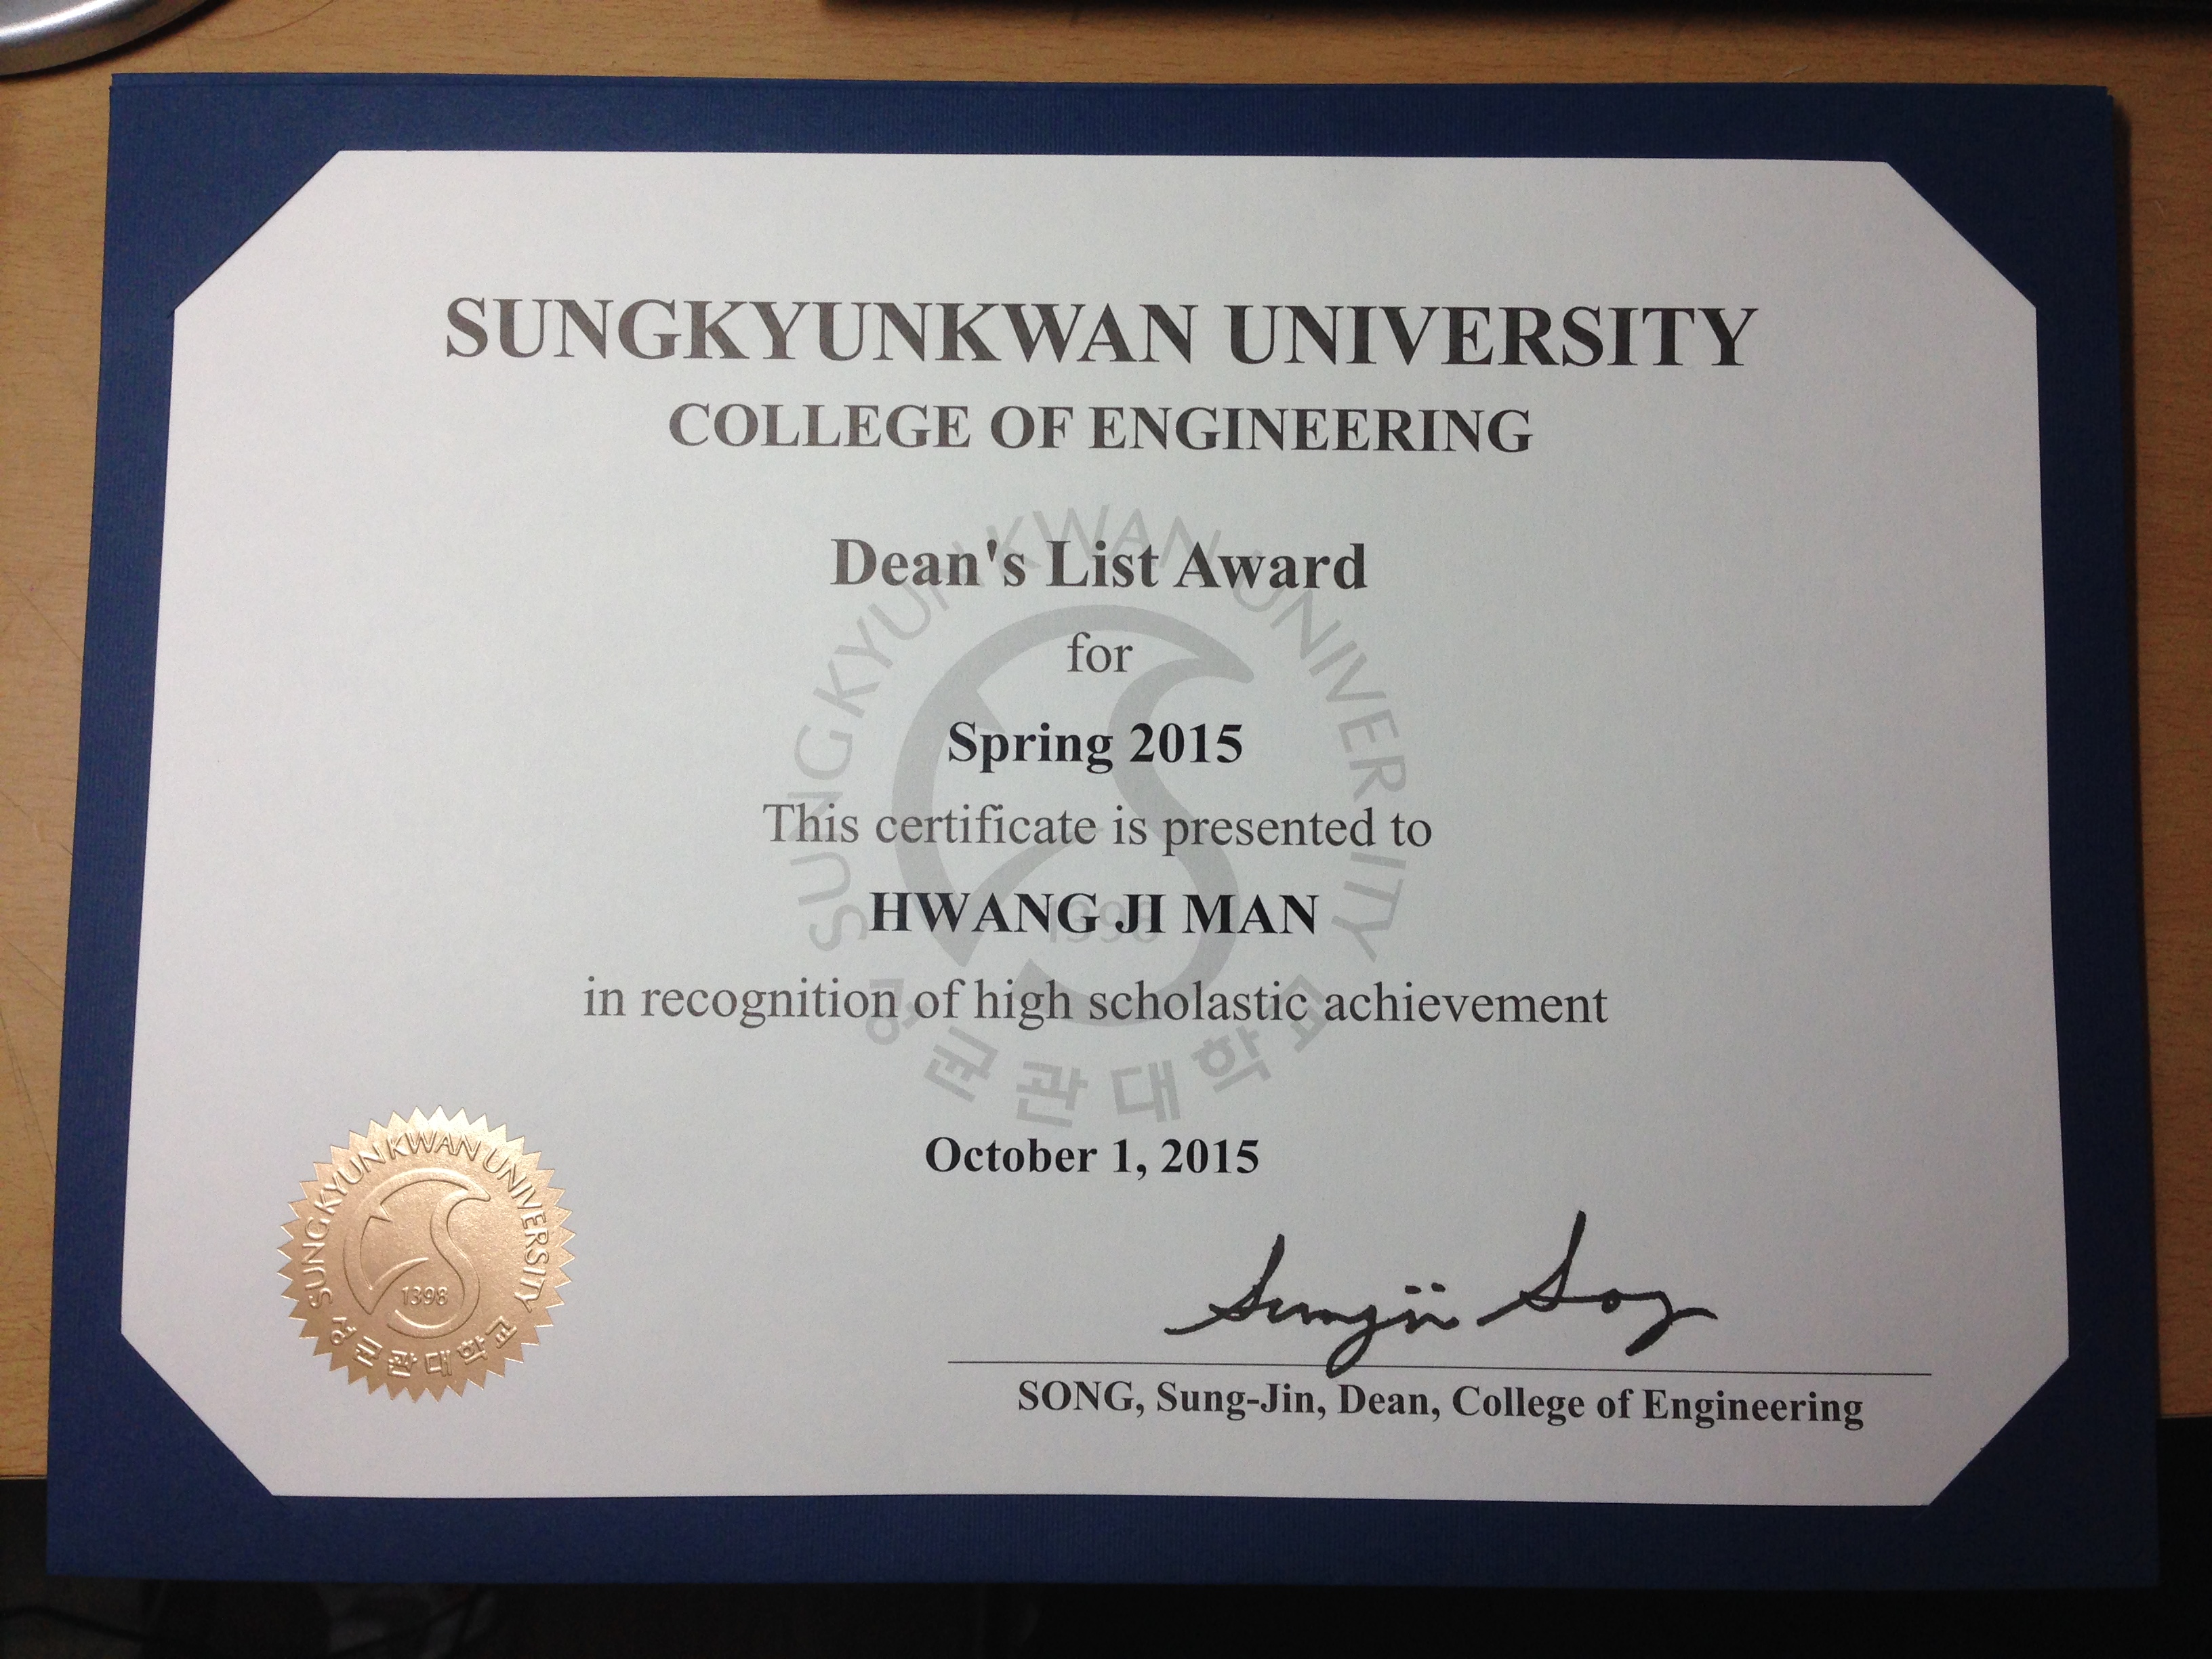 SUNGKYUNKWAN UNIVERSITY
COLLEGE OF ENGINEERING
Dean's List Award
for
Spring 2015
This certificate is presented to
HWANG JI MAN
in recognition of high scholastic achievement
October 1, 2015
Sungjin Song
SONG, Sung-Jin, Dean, College of Engineering
SUNGKYUNKWAN UNIVERSITY
성균관대학교
1398
SUNGKYUNKWAN UNIVERSITY
성균관대학교
1398